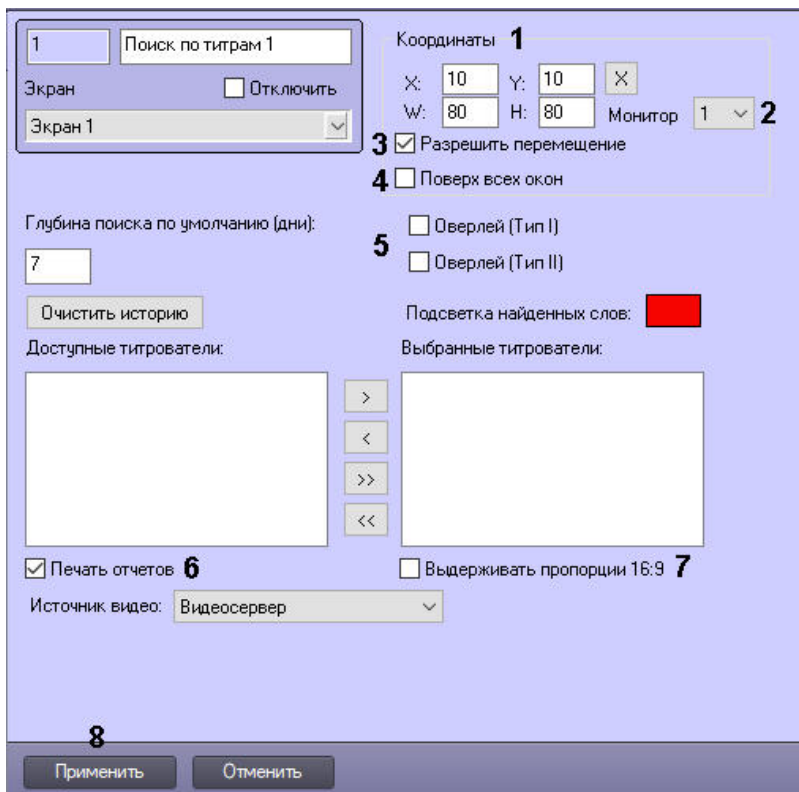 1 Поиск по титрам 1
Экран Отключить
Экран 1
Координаты 1
X: 10 Y: 10 X
W: 80 H: 80 Монитор 1 2
3 Разрешить перемещение
4 Поверх всех окон
Глубина поиска по умолчанию (дни):
7
5
Оверлей (Тип I)
Оверлей (Тип II)
Очистить историю
Подсветка найденных слов:
Доступные титрователи:
Выбранные титрователи:
>
<
>>
<<
Печать отчетов 6
Выдерживать пропорции 16:9 7
Источник видео: Видеосервер
8
Применить Отменить